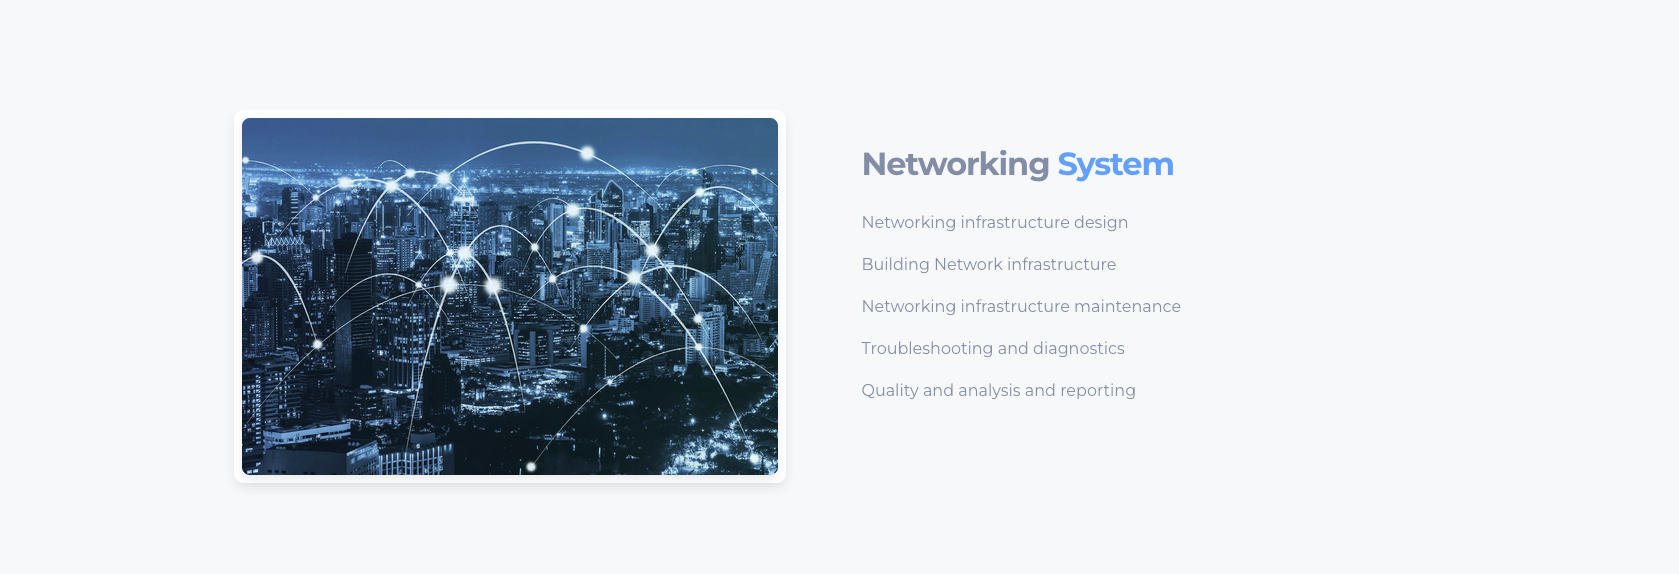 Networking System
Networking infrastructure design
Building Network infrastructure
Networking infrastructure maintenance
Troubleshooting and diagnostics
Quality and analysis and reporting